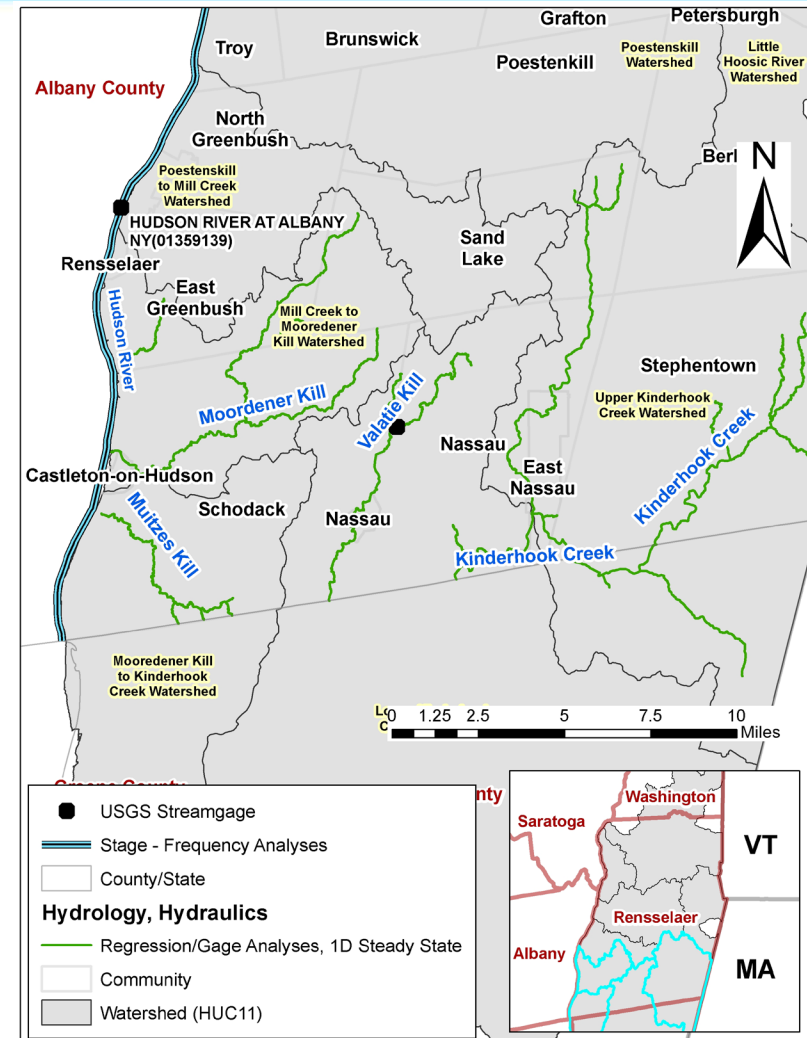 Grafton
Petersburgh
Troy
Brunswick
Poestenkill
Poestenskill
Watershed
Little
Hoosic River
Watershed
Albany County
North
Greenbush
Berl
N
Poestenskill
to Mill Creek
Watershed
HUDSON RIVER AT ALBANY
NY(01359139)
Sand
Lake
Rensselaer
East
Greenbush
Hudson River
Mill Creek to
Mooredener
Kill Watershed
Stephentown
Upper Kinderhook
Creek Watershed
Moordener Kill
Valatie Kill
Kinderhook Creek
Nassau
East
Nassau
Castleton-on-Hudson
Schodack
Nassau
Muitzes Kill
Kinderhook Creek
Mooredener Kill
to Kinderhook
Creek Watershed
0 1.25 2.5 5 7.5 10
Miles
Greene County
nty
USGS Streamgage
Stage - Frequency Analyses
County/State
Hydrology, Hydraulics
Regression/Gage Analyses, 1D Steady State
Community
Watershed (HUC11)
Washington
Saratoga
VT
Rensselaer
Albany
MA